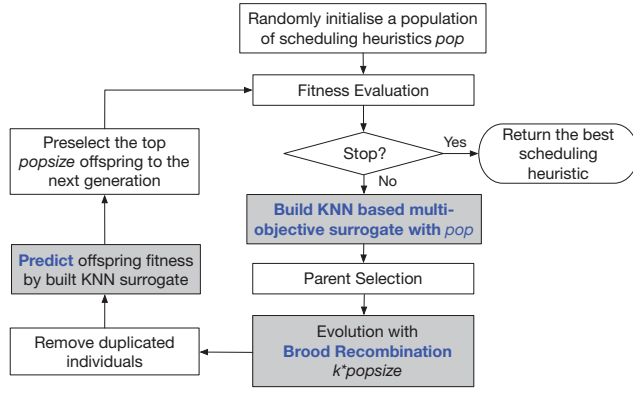 Randomly initialise a population
of scheduling heuristics pop
Fitness Evaluation
Stop?
Yes
Return the best
scheduling
heuristic
No
Build KNN based multi-
objective surrogate with pop
Parent Selection
Evolution with
Brood Recombination
k*popsize
Remove duplicated
individuals
Predict offspring fitness
by built KNN surrogate
Preselect the top
popsize offspring to the
next generation